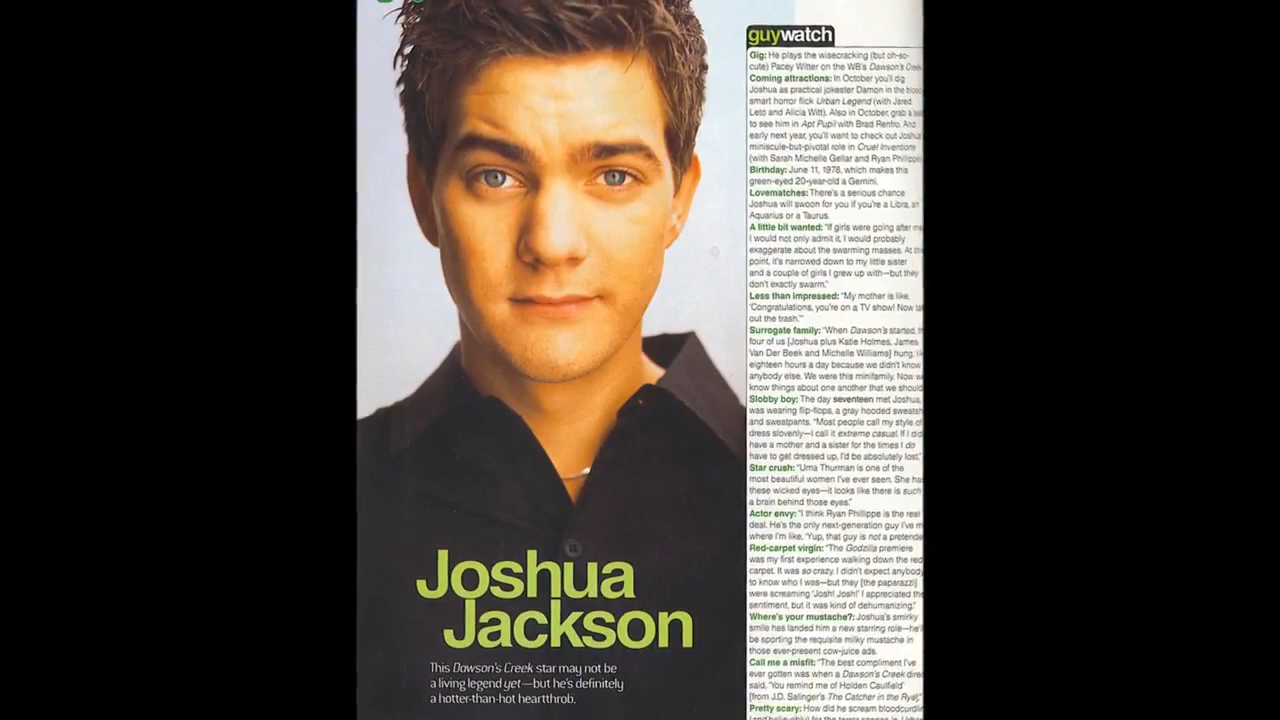 Joshua
Jackson
This Dawson's Creek star may not be
a living legend yet—but he's definitely
a hotter-than-hot heartthrob.
guywatch
Gig: He plays the wisecracking (but oh-so-
cute) Pacey Witter on the WB's Dawson's Cree
Coming attractions: In October you'll dig
Joshua as practical jokester Damon in the
smart horror flick Urban Legend (with Jared
Leto and Alicia Witt). Also in October, grab a
to see him in Apt Pupil with Brad Renfro. And
early next year, you'll want to check out Joshua
miniscule-but-pivotal role in Cruel Inventions
(with Sarah Michelle Gellar and Ryan Phillippe
Birthday: June 11, 1978, which makes this
green-eyed 20-year-old a Gemini.
Lovematches: There's a serious chance
Joshua will swoon for you if you're a Libra, an
Aquarius or a Taurus.
A little bit wanted: "If girls were going after me
I would not only admit it, I would probably
exaggerate about the swarming masses. At th
point, it's narrowed down to my little sister
and a couple of girls I grew up with—but they
don't exactly swarm."
Less than impressed: "My mother is like,
'Congratulations, you're on a TV show! Now ta
out the trash.'"
Surrogate family: "When Dawson's started, t
four of us [Joshua plus Katie Holmes, James
Van Der Beek and Michelle Williams] hung, li
eighteen hours a day because we didn't know
anybody else. We were this minifamily. Now w
know things about one another that we should
Slobby boy: The day seventeen met Joshua,
was wearing flip-flops, a gray hooded sweatsh
and sweatpants. "Most people call my style of
dress slovenly—I call it extreme casual. If I did
have a mother and a sister for the times I do
have to get dressed up, I'd be absolutely lost."
Star crush: "Uma Thurman is one of the
most beautiful women I've ever seen. She has
these wicked eyes—it looks like there is such
a brain behind those eyes."
Actor envy: "I think Ryan Phillippe is the real
deal. He's the only next-generation guy I've m
where I'm like, 'Yup, that guy is not a pretende
Red-carpet virgin: "The Godzilla premiere
was my first experience walking down the red
carpet. It was so crazy. I didn't expect anybody
to know who I was—but they [the paparazzi]
were screaming 'Josh! Josh!' I appreciated the
sentiment, but it was kind of dehumanizing."
Where's your mustache?: Joshua's smirky
smile has landed him a new starring role—he'l
be sporting the requisite milky mustache in
those ever-present cow-juice ads.
Call me a misfit: "The best compliment I've
ever gotten was when a Dawson's Creek dire
said, 'You remind me of Holden Caulfield'
[from J.D. Salinger's The Catcher in the Rye]."
Pretty scary: How did he scream bloodcurdli